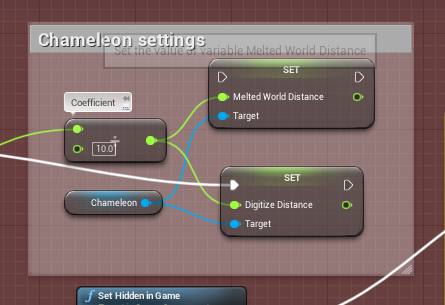 Chameleon settings
Set the value of variable Melted World Distance
SET
Coefficient
Melted World Distance
Target
÷
10.0
SET
Chameleon
Digitize Distance
Target
f Set Hidden in Game